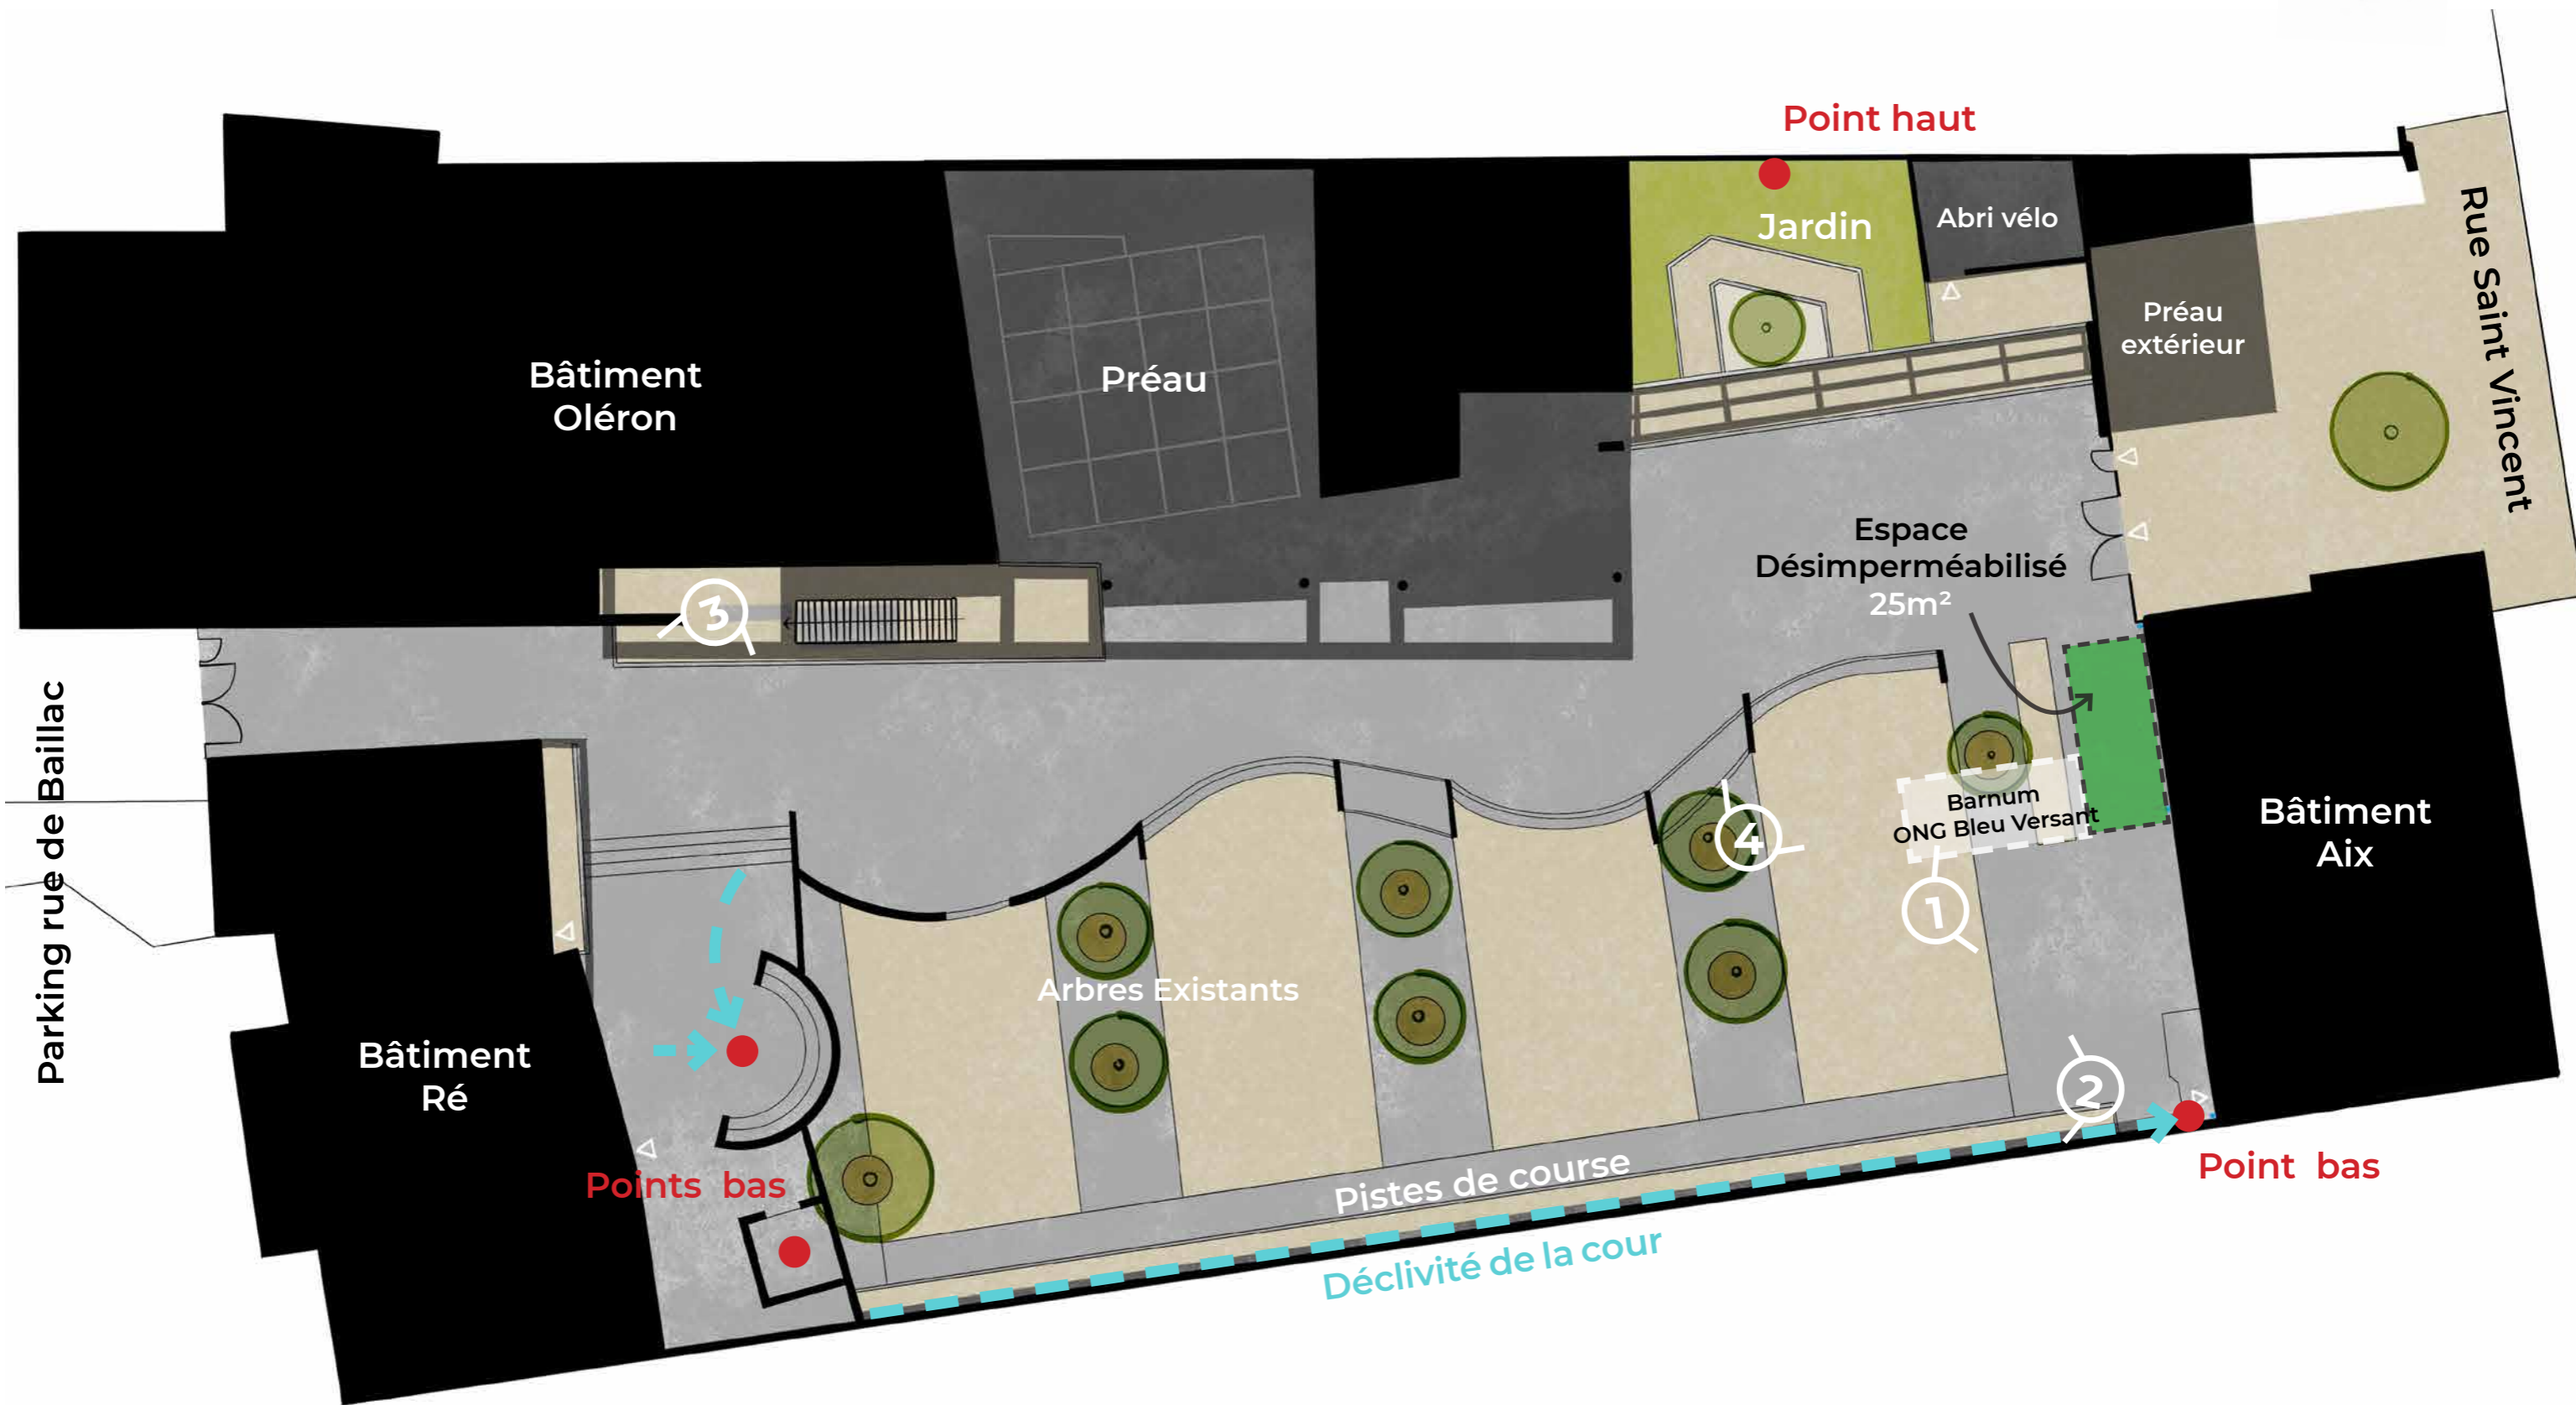 Point haut
Jardin
Abri vélo
Rue Saint Vincent
Préau
extérieur
Bâtiment
Oléron
Préau
Espace
Désimperméabilisé
25m²
3
Parking rue de Baillac
Barnum
ONG Bleu Versant
4
1
Bâtiment
Aix
Arbres Existants
Bâtiment
Ré
2
Points bas
Pistes de course
Point bas
Déclivité de la cour